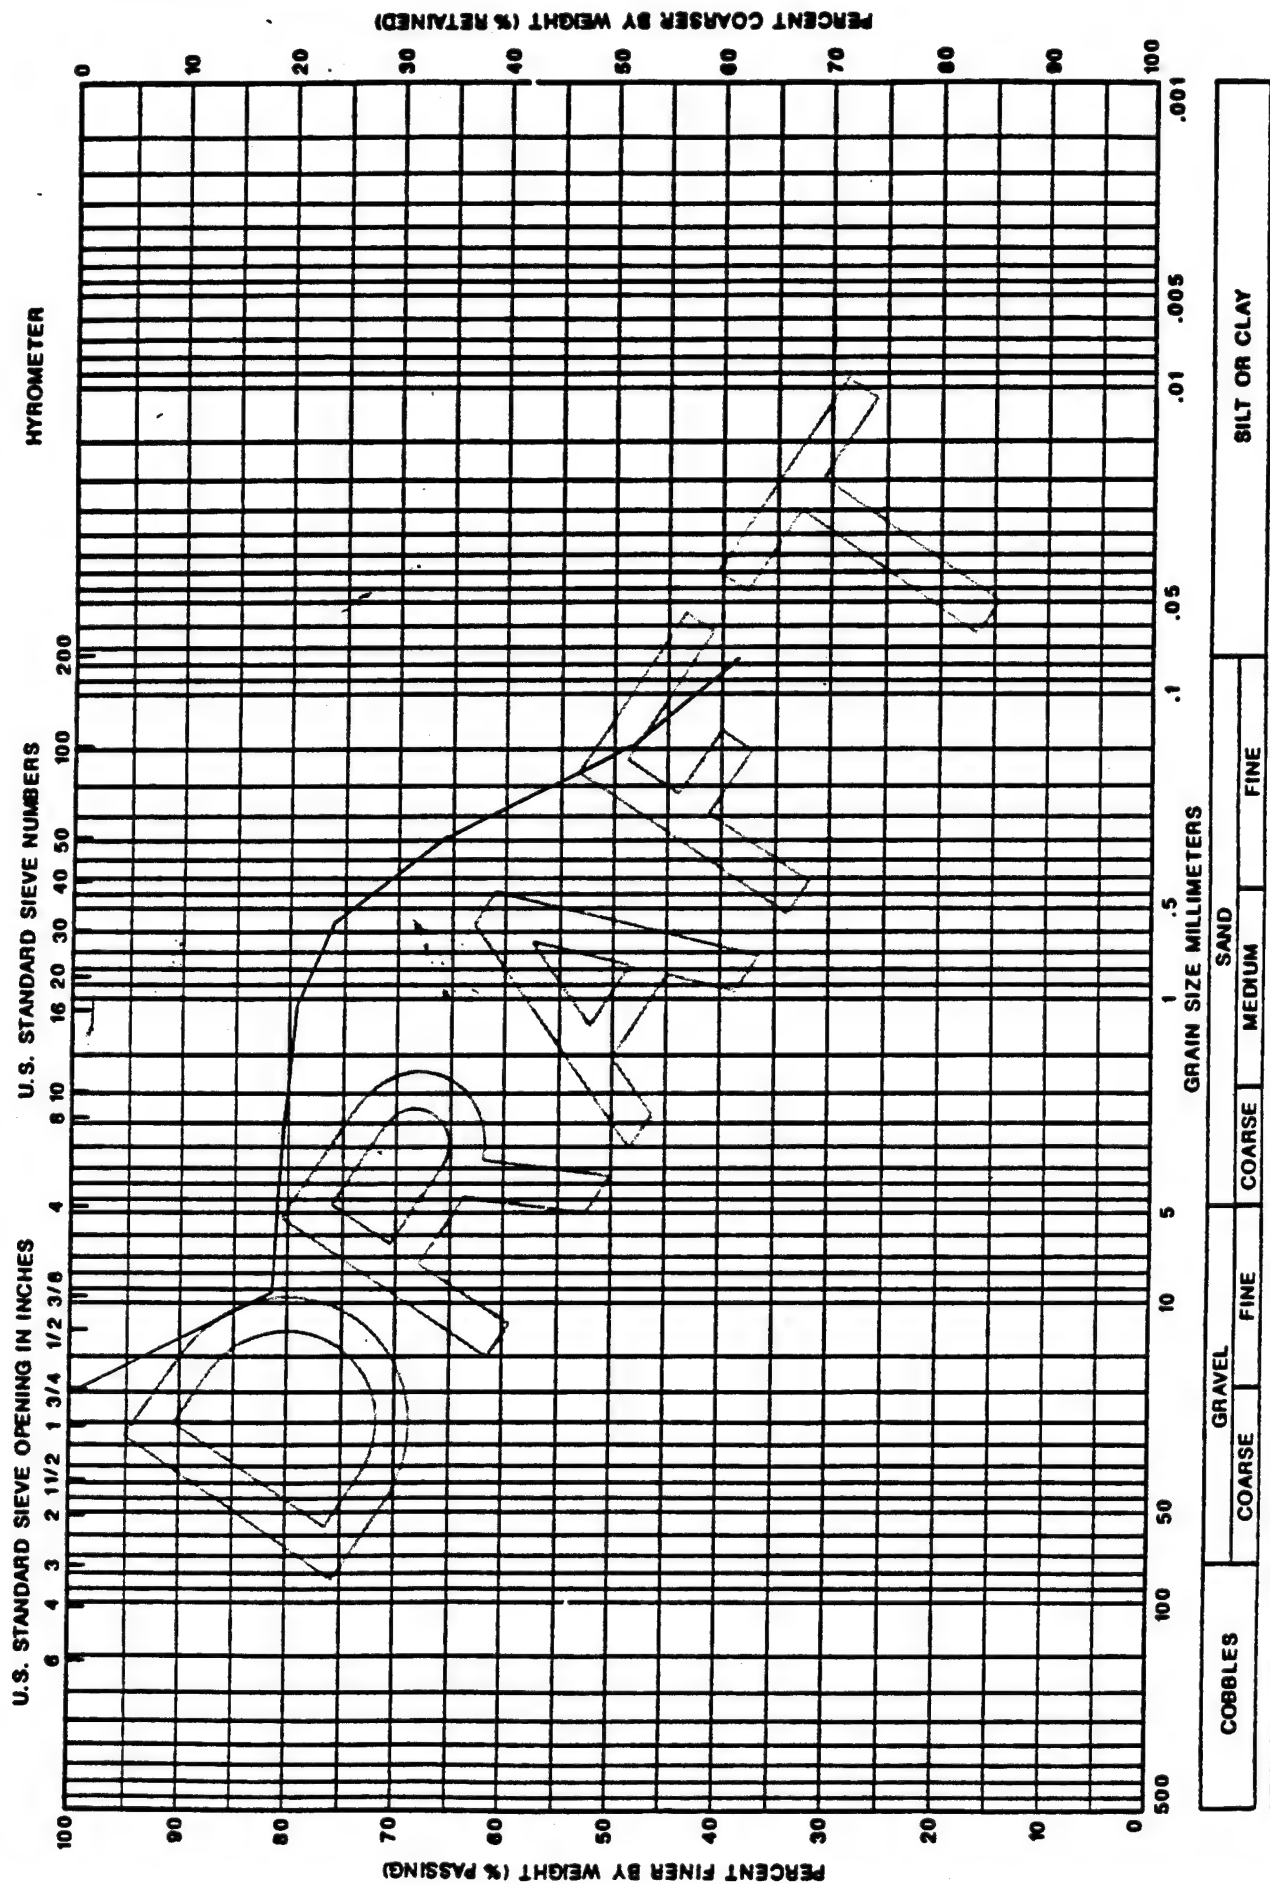 U.S. STANDARD SIEVE OPENING IN INCHES U.S. STANDARD SIEVE NUMBERS HYROMETER
6 4 3 2 1 1/2 1 3/4 1/2 3/8 4 8 10 16 20 30 40 50 100 200
PERCENT FINER BY WEIGHT (% PASSING)
100
90
80
70
60
50
40
30
20
10
0
PERCENT COARSER BY WEIGHT (% RETAINED)
0
10
20
30
40
50
60
70
80
90
100
DRAFT
500 100 50 10 5 1 .5 .1 .05 .01 .005 .001
GRAIN SIZE MILLIMETERS
COBBLES GRAVEL SAND SILT OR CLAY
COARSE FINE COARSE MEDIUM FINE